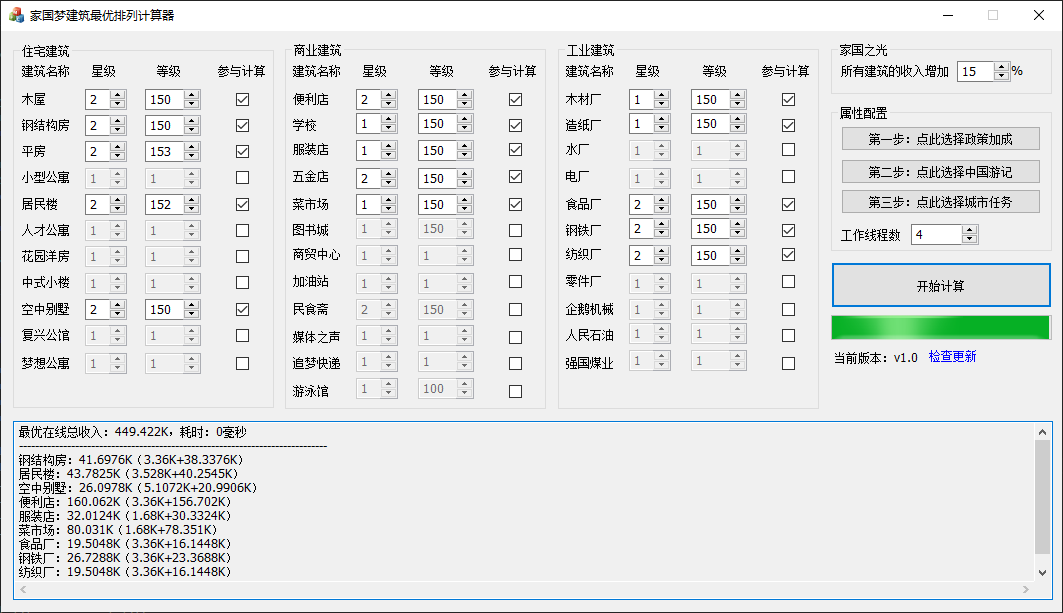 家国梦建筑最优排列计算器
住宅建筑
建筑名称 星级 等级 参与计算
木屋 2 150
钢结构房 2 150
平房 2 153
小型公寓 1 1
居民楼 2 152
人才公寓 1 1
花园洋房 1 1
中式小楼 1 1
空中别墅 2 150
复兴公馆 1 1
梦想公寓 1 1
商业建筑
建筑名称 星级 等级 参与计算
便利店 2 150
学校 1 150
服装店 1 150
五金店 2 150
菜市场 1 150
图书城 1 150
商贸中心 1 1
加油站 1 1
民食斋 2 150
媒体之声 1 1
追梦快递 1 1
游泳馆 1 100
工业建筑
建筑名称 星级 等级 参与计算
木材厂 1 150
造纸厂 1 150
水厂 1 1
电厂 1 1
食品厂 2 150
钢铁厂 2 150
纺织厂 2 150
零件厂 1 1
企鹅机械 1 1
人民石油 1 1
强国煤业 1 1
家国之光
所有建筑的收入增加 15 %
属性配置
第一步：点此选择政策加成
第二步：点此选择中国游记
第三步：点此选择城市任务
工作线程数 4
开始计算
当前版本：v1.0 检查更新
最优在线总收入：449.422K，耗时：0毫秒
------------------------------------------------------------------------------
钢结构房：41.6976K（3.36K+38.3376K）
居民楼：43.7825K（3.528K+40.2545K）
空中别墅：26.0978K（5.1072K+20.9906K）
便利店：160.062K（3.36K+156.702K）
服装店：32.0124K（1.68K+30.3324K）
菜市场：80.031K（1.68K+78.351K）
食品厂：19.5048K（3.36K+16.1448K）
钢铁厂：26.7288K（3.36K+23.3688K）
纺织厂：19.5048K（3.36K+16.1448K）